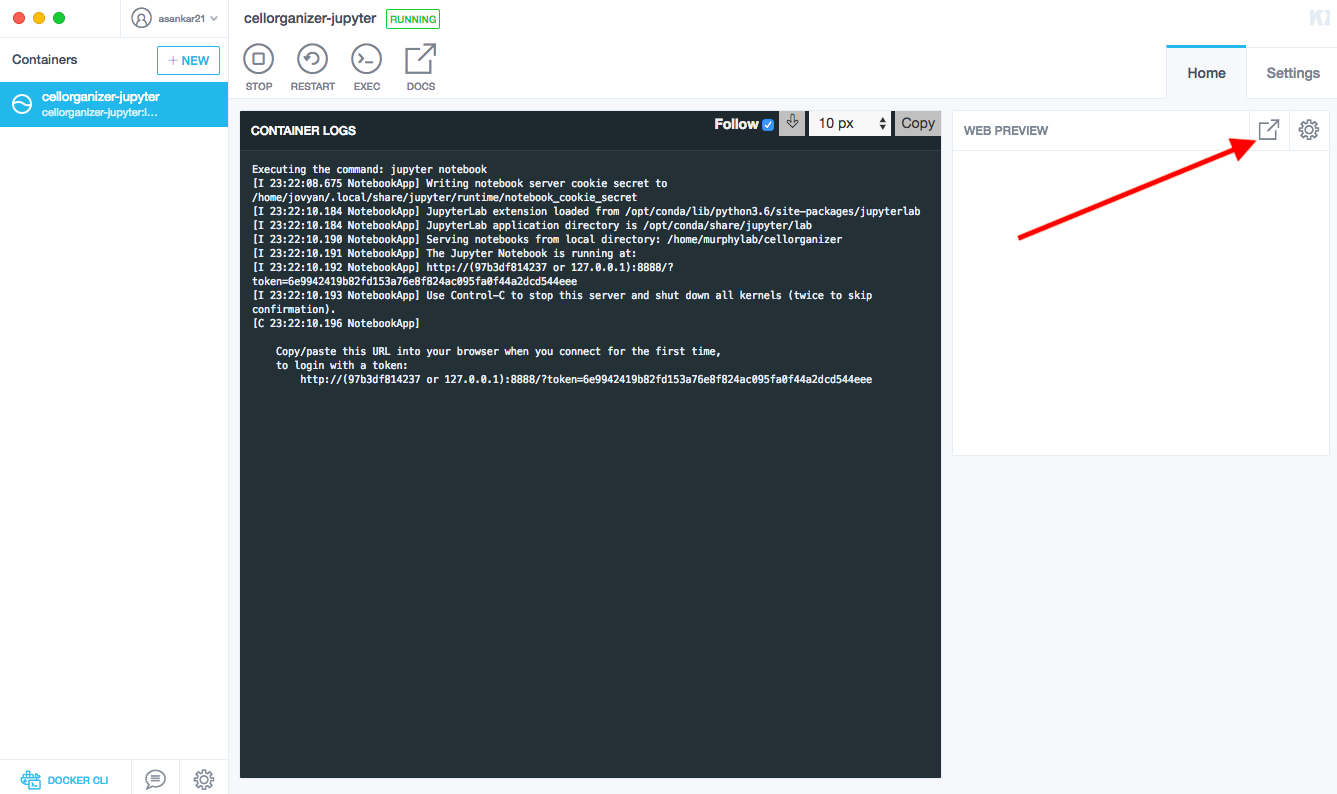 asankar21
cellorganizer-jupyter RUNNING
Containers
+ NEW
cellorganizer-jupyter
cellorganizer-jupyter:l...
STOP RESTART EXEC DOCS
Home Settings
CONTAINER LOGS Follow 10 px Copy
Executing the command: jupyter notebook
[I 23:22:08.675 NotebookApp] Writing notebook server cookie secret to
/home/jovyan/.local/share/jupyter/runtime/notebook_cookie_secret
[I 23:22:10.184 NotebookApp] JupyterLab extension loaded from /opt/conda/lib/python3.6/site-packages/jupyterlab
[I 23:22:10.184 NotebookApp] JupyterLab application directory is /opt/conda/share/jupyter/lab
[I 23:22:10.190 NotebookApp] Serving notebooks from local directory: /home/murphylab/cellorganizer
[I 23:22:10.191 NotebookApp] The Jupyter Notebook is running at:
[I 23:22:10.192 NotebookApp] http://(97b3df814237 or 127.0.0.1):8888/?
token=6e9942419b82fd153a76e8f824ac095fa0f44a2dcd544eee
[I 23:22:10.193 NotebookApp] Use Control-C to stop this server and shut down all kernels (twice to skip
confirmation).
[C 23:22:10.196 NotebookApp]
Copy/paste this URL into your browser when you connect for the first time,
to login with a token:
http://(97b3df814237 or 127.0.0.1):8888/?token=6e9942419b82fd153a76e8f824ac095fa0f44a2dcd544eee
WEB PREVIEW
DOCKER CLI